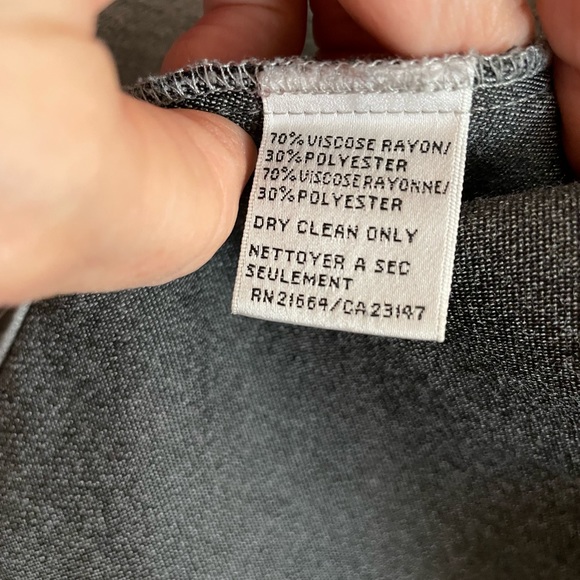 70% VISCOSE RAYON/
30% POLYESTER
70% VISCOSE RAYONNE/
30% POLYESTER
DRY CLEAN ONLY
NETTOYER A SEC
SEULEMENT
RN 21664/CA 23147